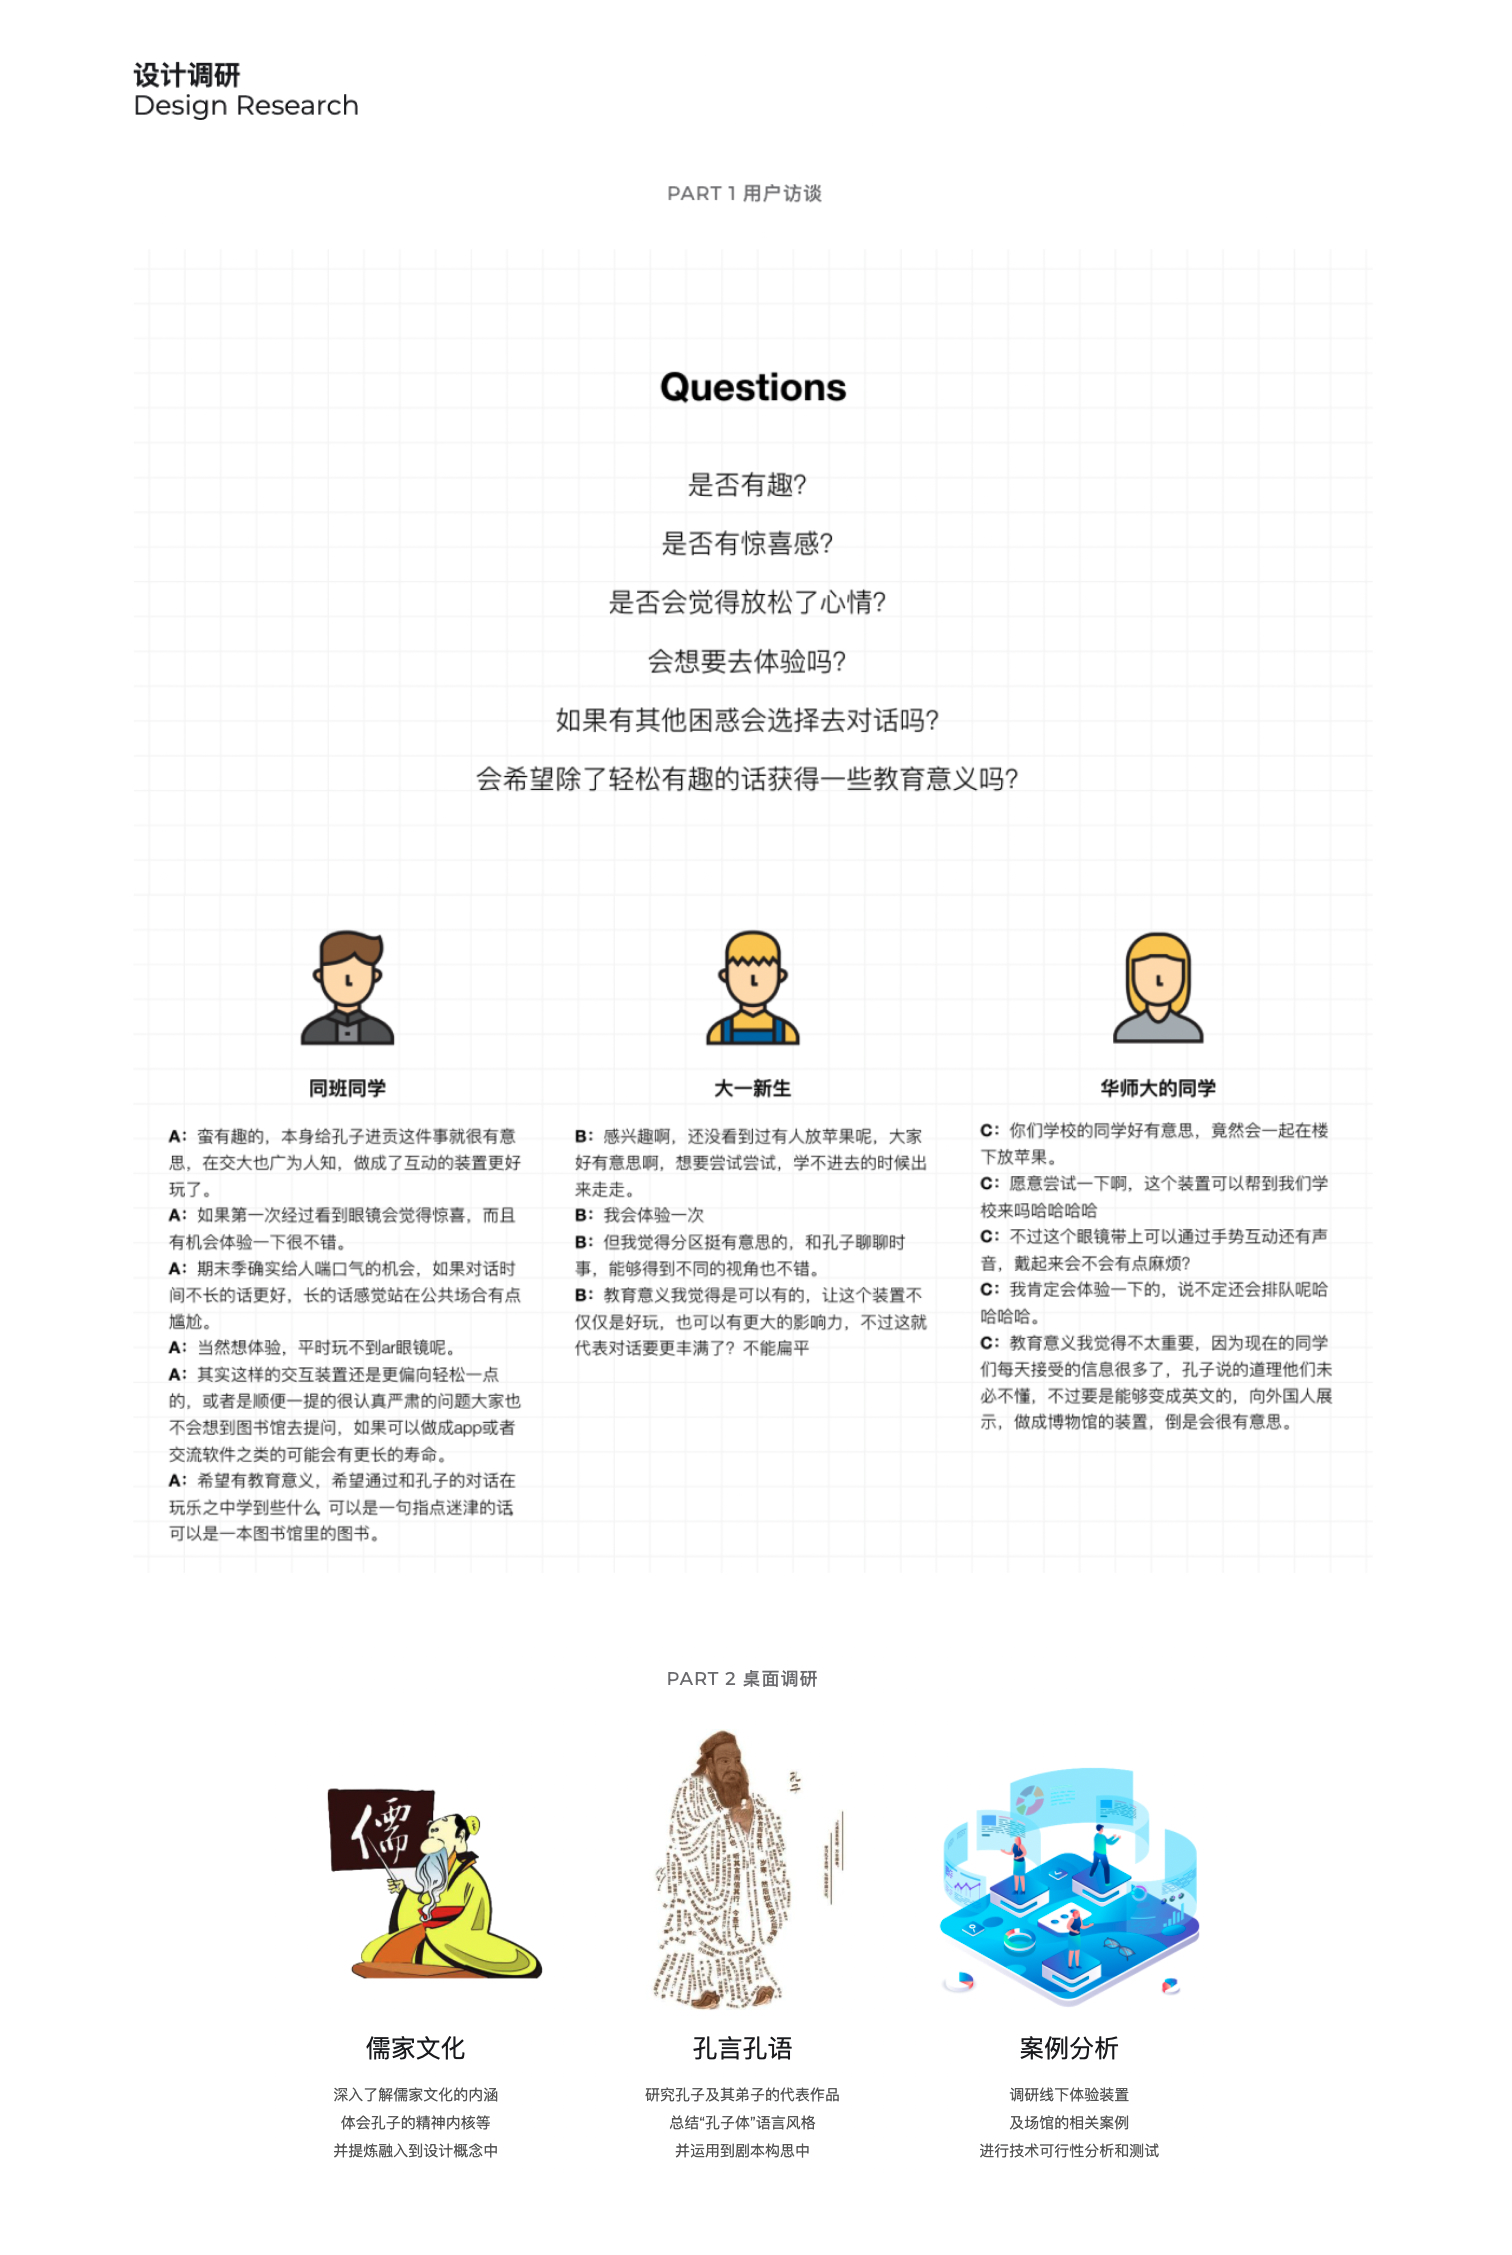 设计调研
Design Research
PART 1 用户访谈
Questions
是否有趣?
是否有惊喜感?
是否会觉得放松了心情?
会想要去体验吗?
如果有其他困惑会选择去对话吗?
会希望除了轻松有趣的话获得一些教育意义吗?
同班同学
A：蛮有趣的，本身给孔子进贡这件事就很有意
思，在交大也广为人知，做成了互动的装置更好
玩了。
A：如果第一次经过看到眼镜会觉得惊喜，而且
有机会体验一下很不错。
A：期末季确实给人喘口气的机会，如果对话时
间不长的话更好，长的话感觉站在公共场合有点
尴尬。
A：当然想体验，平时玩不到ar眼镜呢。
A：其实这样的交互装置还是更偏向轻松一点
的，或者是顺便一提的很认真严肃的问题大家也
不会想到图书馆去提问，如果可以做成app或者
交流软件之类的可能会有更长的寿命。
A：希望有教育意义，希望通过和孔子的对话在
玩乐之中学到些什么，可以是一句指点迷津的话，
可以是一本图书馆里的图书。
大一新生
B：感兴趣啊，还没看到过有人放苹果呢，大家
好有意思啊，想要尝试尝试，学不进去的时候出
来走走。
B：我会体验一次
B：但我觉得分区挺有意思的，和孔子聊聊时
事，能够得到不同的视角也不错。
B：教育意义我觉得是可以有的，让这个装置不
仅仅是好玩，也可以有更大的影响力，不过这就
代表对话要更丰满了？不能扁平
华师大的同学
C：你们学校的同学好有意思，竟然会一起在楼
下放苹果。
C：愿意尝试一下啊，这个装置可以帮到我们学
校来吗哈哈哈哈
C：不过这个眼镜带上可以通过手势互动还有声
音，戴起来会不会有点麻烦?
C：我肯定会体验一下的，说不定还会排队呢哈
哈哈哈。
C：教育意义我觉得不太重要，因为现在的同学
们每天接受的信息很多了，孔子说的道理他们未
必不懂，不过要是能够变成英文的，向外国人展
示，做成博物馆的装置，倒是会很有意思。
PART 2 桌面调研
儒
孔子
儒家文化
深入了解儒家文化的内涵
体会孔子的精神内核等
并提炼融入到设计概念中
孔言孔语
研究孔子及其弟子的代表作品
总结“孔子体”语言风格
并运用到剧本构思中
案例分析
调研线下体验装置
及场馆的相关案例
进行技术可行性分析和测试